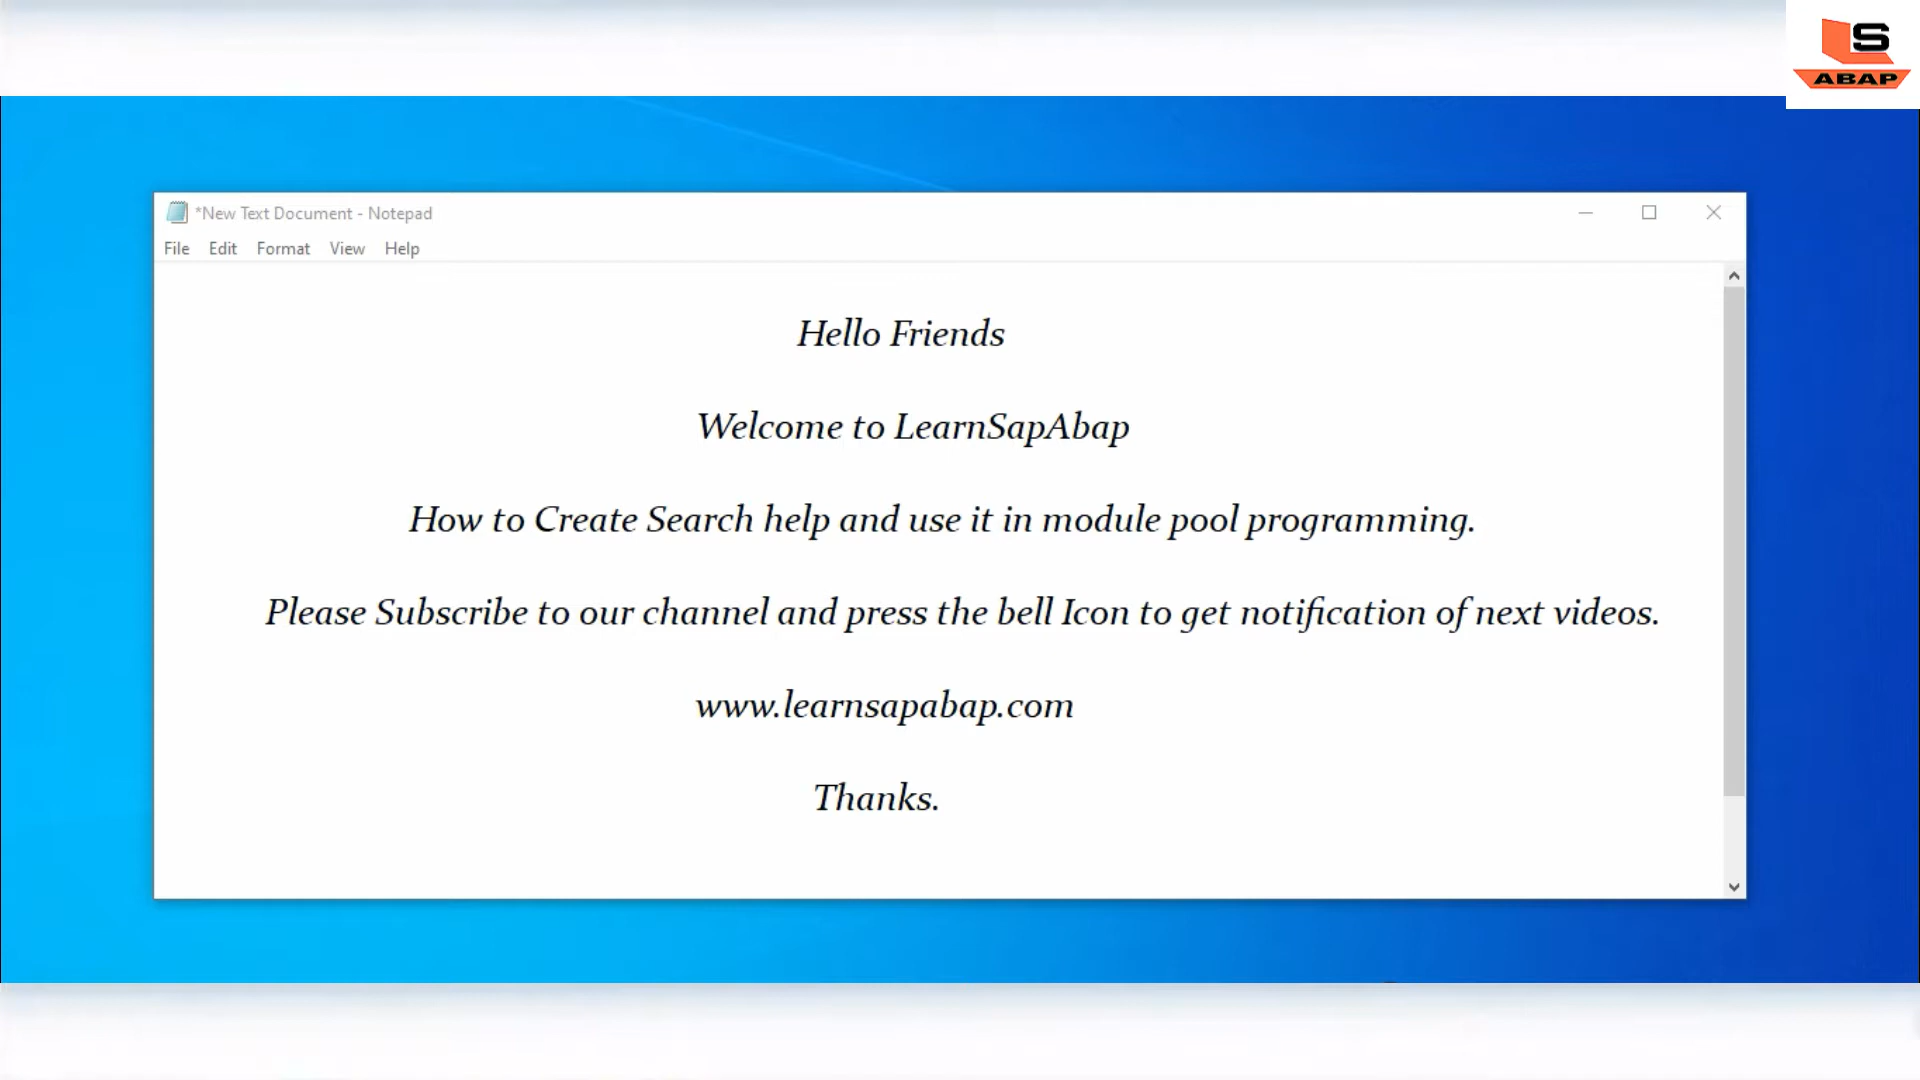 LS
ABAP
*New Text Document - Notepad
File Edit Format View Help
Hello Friends
Welcome to LearnSapAbap
How to Create Search help and use it in module pool programming.
Please Subscribe to our channel and press the bell Icon to get notification of next videos.
www.learnsapabap.com
Thanks.